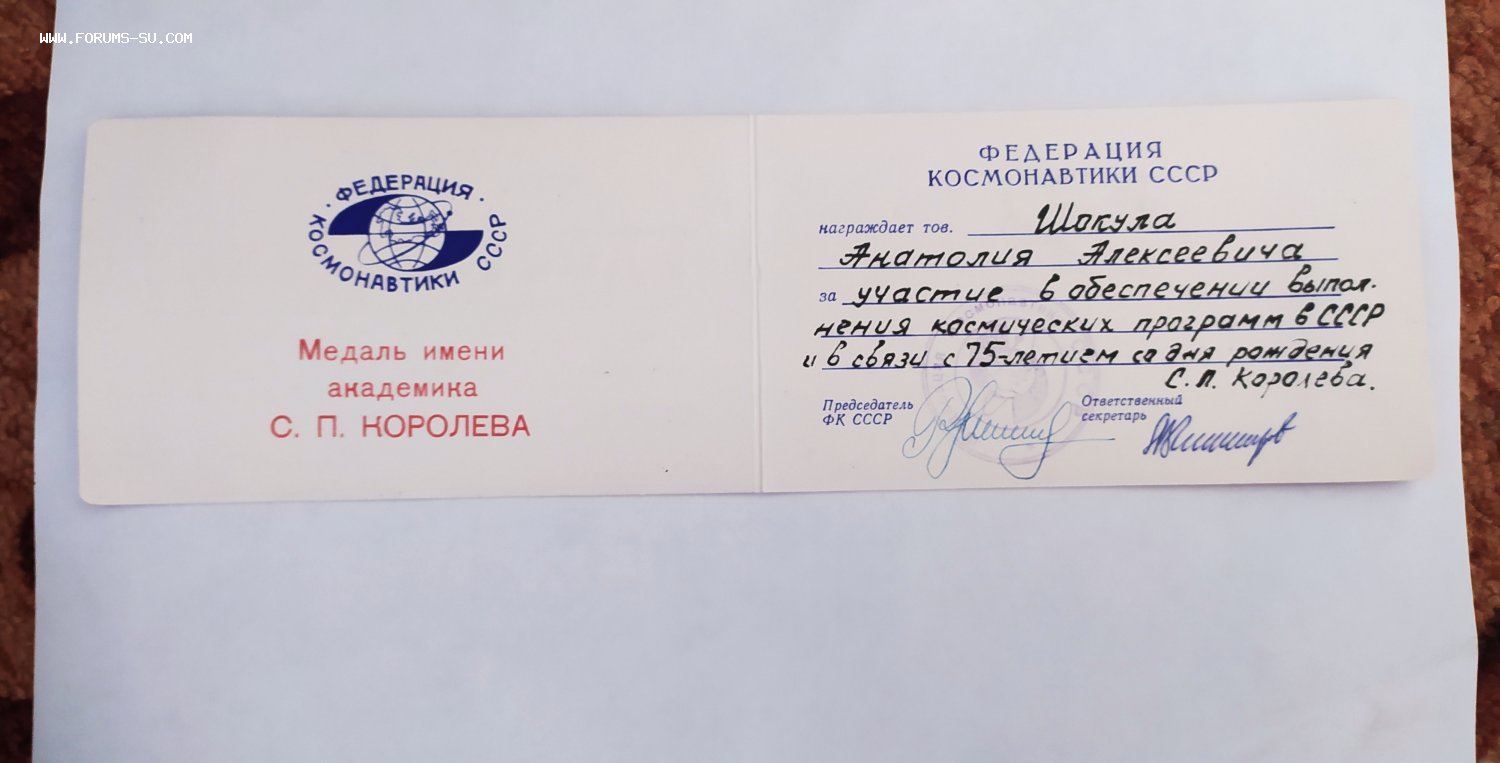 WWW.FORUMS-SU.COM
· ФЕДЕРАЦИЯ ·
КОСМОНАВТИКИ СССР
Медаль имени
академика
С. П. КОРОЛЕВА
ФЕДЕРАЦИЯ
КОСМОНАВТИКИ СССР
награждает тов. Шокула
Анатолия Алексеевича
за участие в обеспечении выпол-
нения космических программ в СССР
и в связи с 75-летием со дня рождения
С. П. Королева.
Председатель
ФК СССР
Ответственный
секретарь